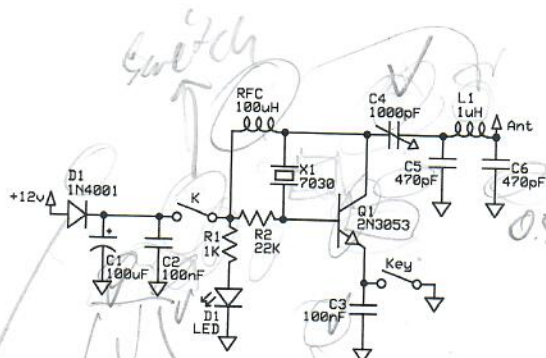 Switch
RFC
100uH
C4
1000pF
L1
1uH
Ant
X1
7030
C5
470pF
C6
470pF
D1
1N4001
+12v
K
Q1
2N3053
R1
1K
R2
22K
Key
+
C1
100uF
C2
100nF
D1
LED
C3
100nF